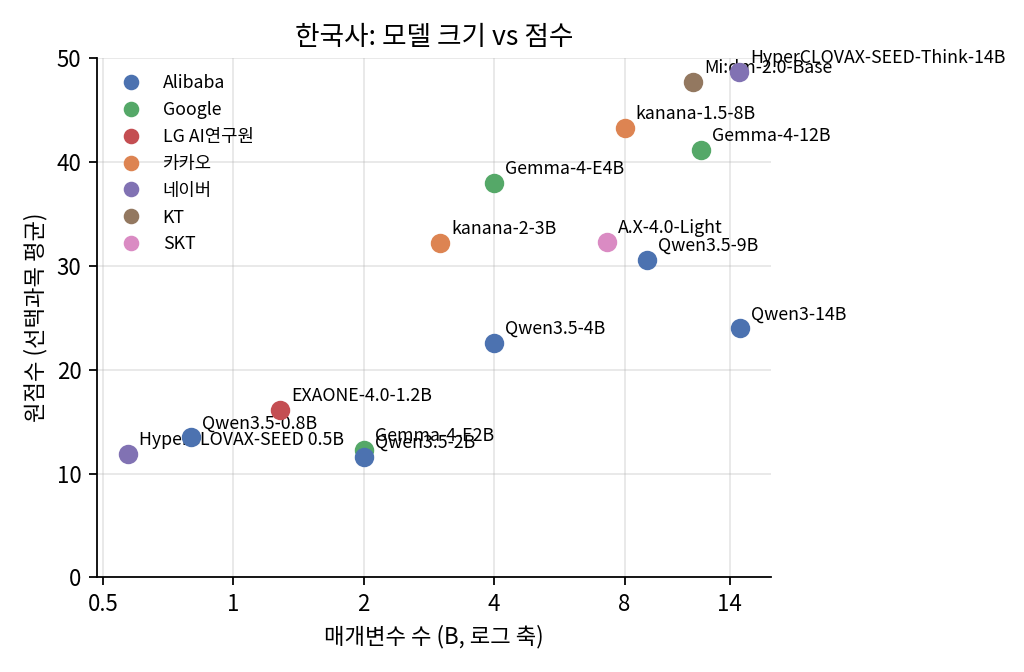 한국사: 모델 크기 vs 점수
원점수 (선택과목 평균)
50
40
30
20
10
0
Alibaba
Google
LG AI연구원
카카오
네이버
KT
SKT
HyperCLOVAX-SEED-Think-14B
Mi:dm-2.0-Base
kanana-1.5-8B
Gemma-4-12B
Gemma-4-E4B
kanana-2-3B
A.X-4.0-Light
Qwen3.5-9B
Qwen3-14B
Qwen3.5-4B
EXAONE-4.0-1.2B
Qwen3.5-0.8B
HyperCLOVAX-SEED 0.5B
Gemma-4-E2B
Qwen3.5-2B
0.5 1 2 4 8 14
매개변수 수 (B, 로그 축)